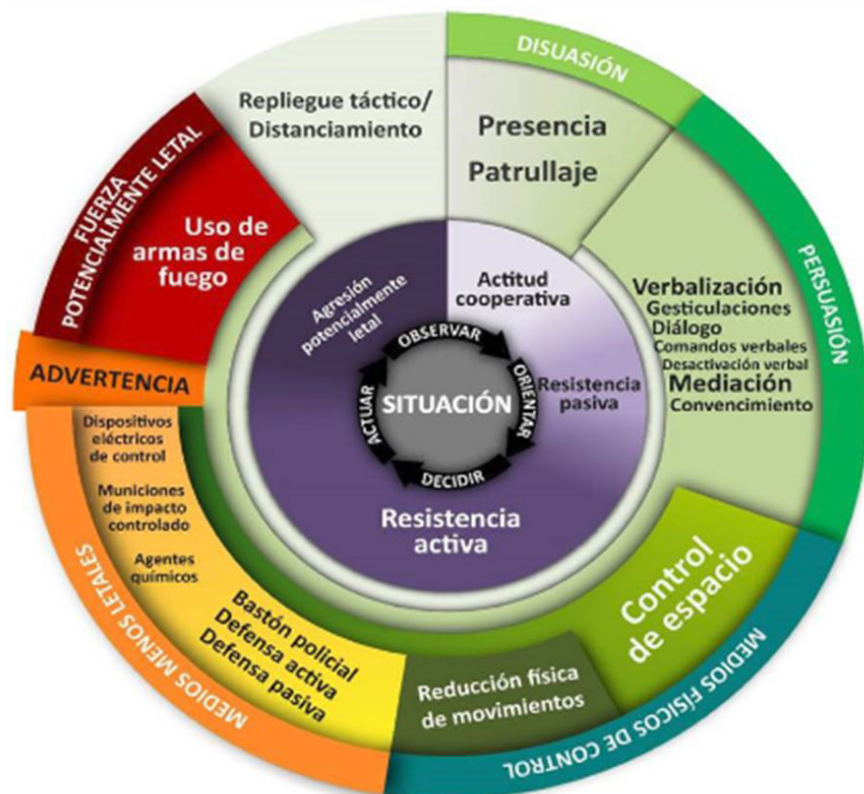 DISUASIÓN
Presencia
Patrullaje
PERSUASIÓN
Verbalización
Gesticulaciones
Diálogo
Comandos verbales
Desactivación verbal
Mediación
Convencimiento
MEDIOS FÍSICOS DE CONTROL
Control
de espacio
Reducción física
de movimientos
MEDIOS MENOS LETALES
Bastón policial
Defensa activa
Defensa pasiva
Agentes
químicos
Municiones
de impacto
controlado
Dispositivos
eléctricos
de control
ADVERTENCIA
FUERZA
POTENCIALMENTE LETAL
Uso de
armas de
fuego
Repliegue táctico/
Distanciamiento
Actitud
cooperativa
Resistencia
pasiva
Resistencia
activa
Agresión
potencialmente
letal
OBSERVAR
ORIENTAR
DECIDIR
ACTUAR
SITUACIÓN